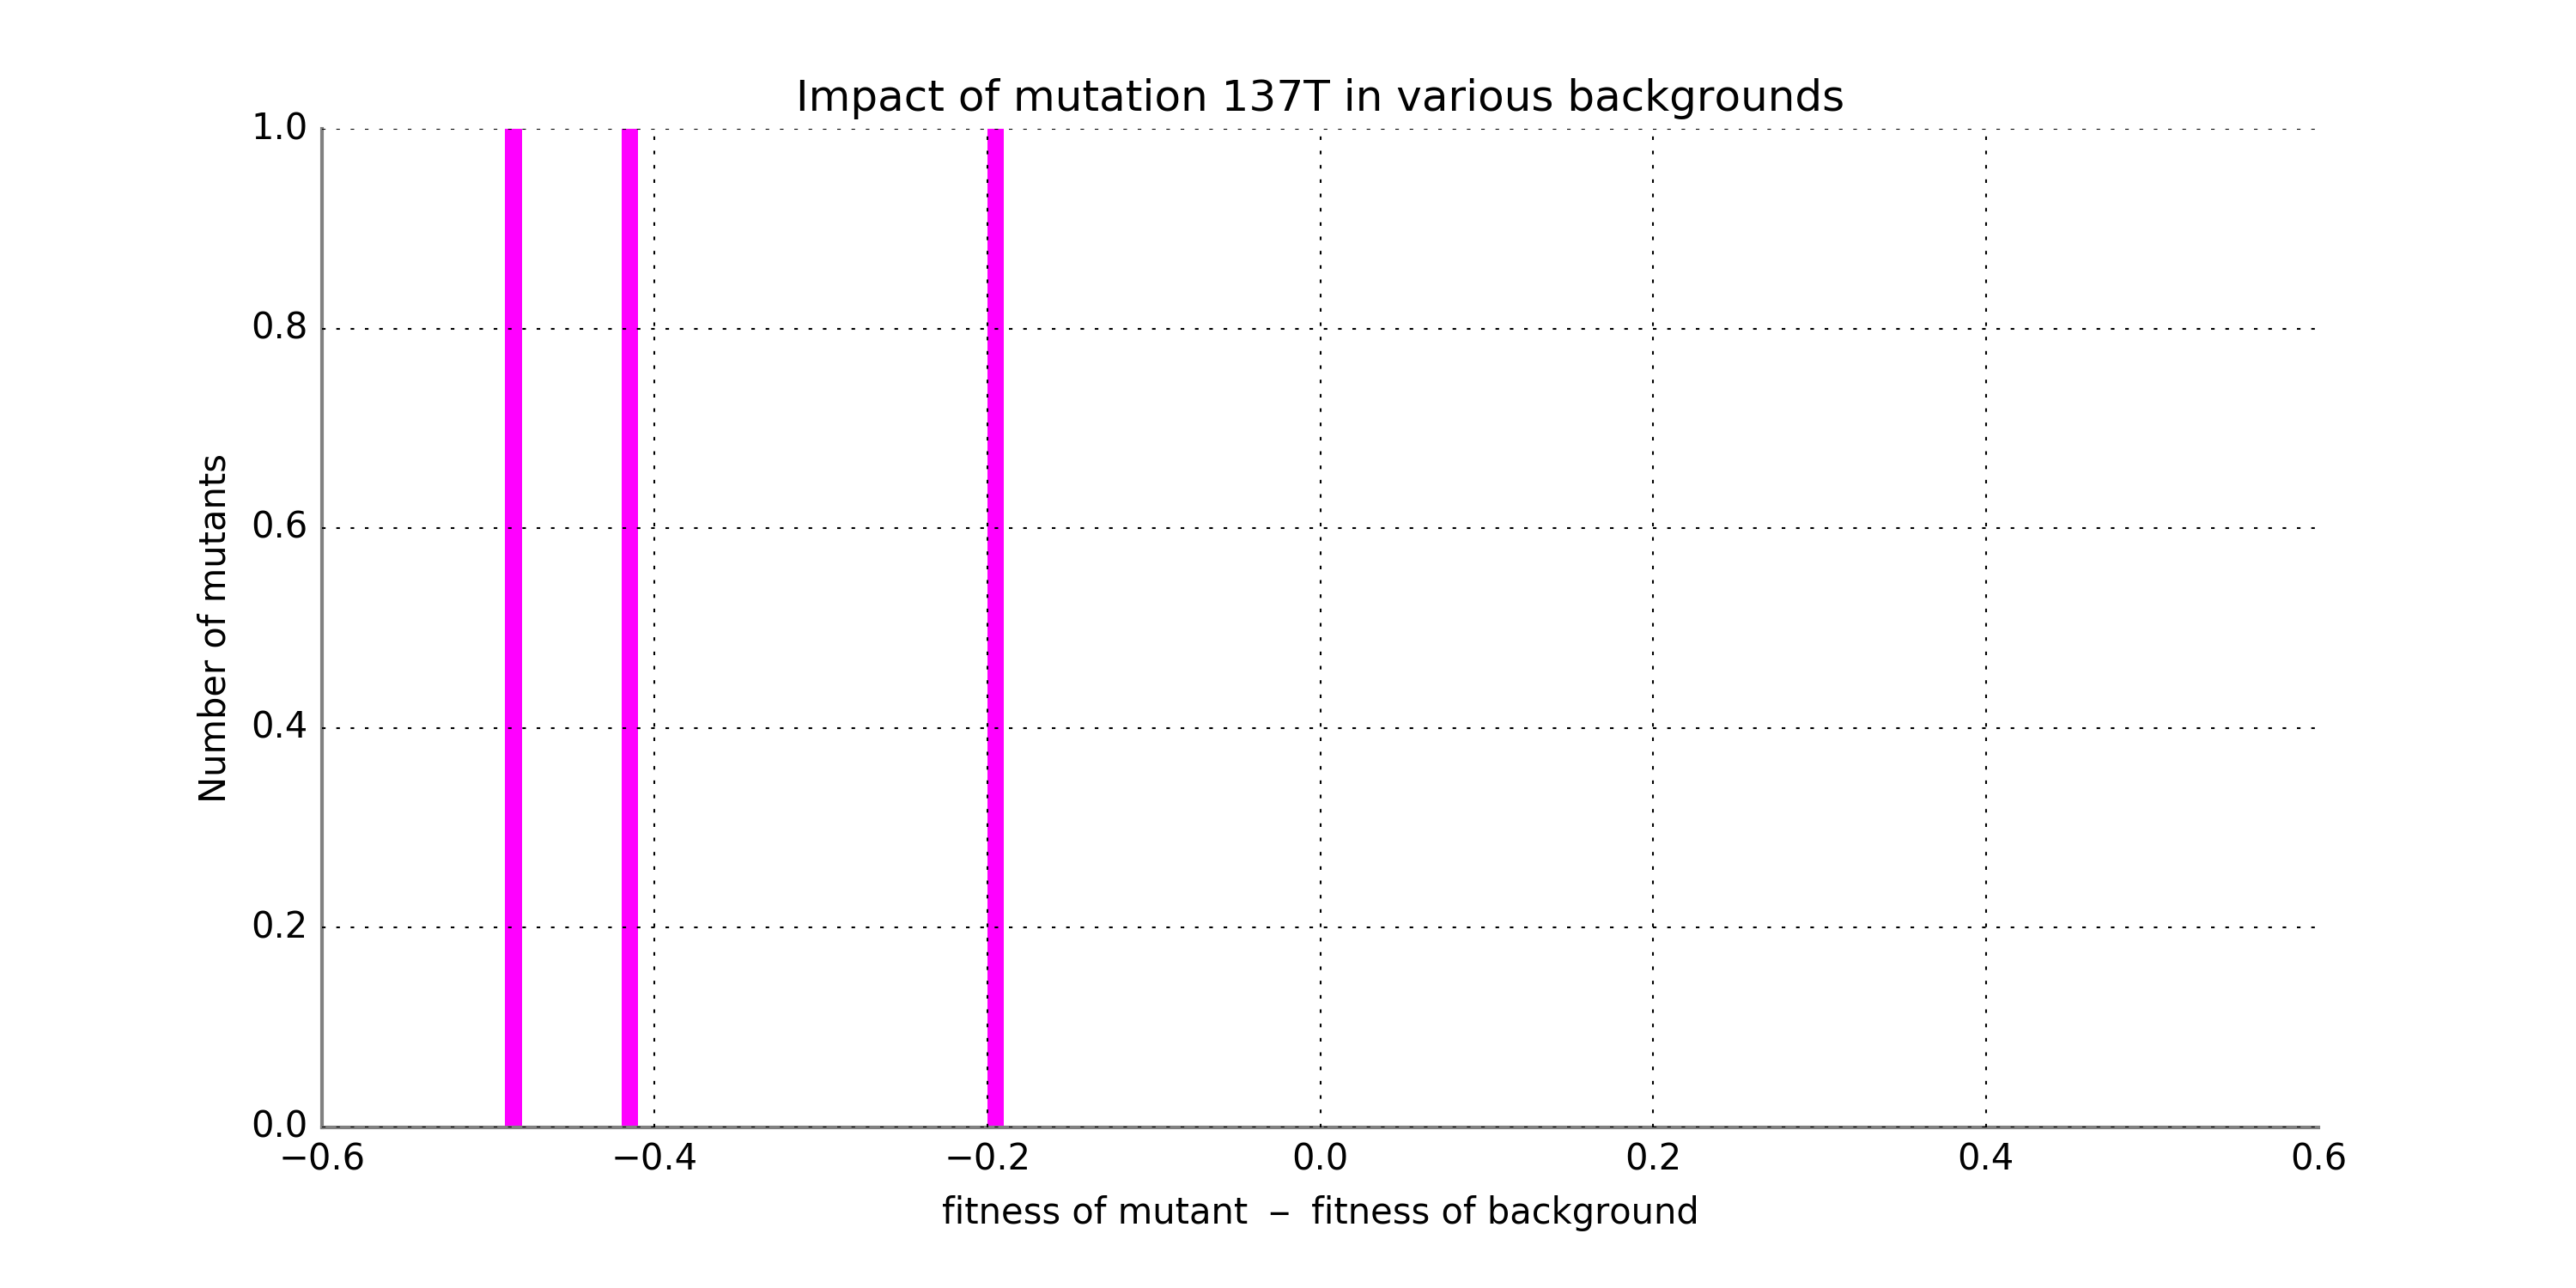 Impact of mutation 137T in various backgrounds
1.0
0.8
0.6
0.4
0.2
0.0
Number of mutants
−0.6 −0.4 −0.2 0.0 0.2 0.4 0.6
fitness of mutant − fitness of background